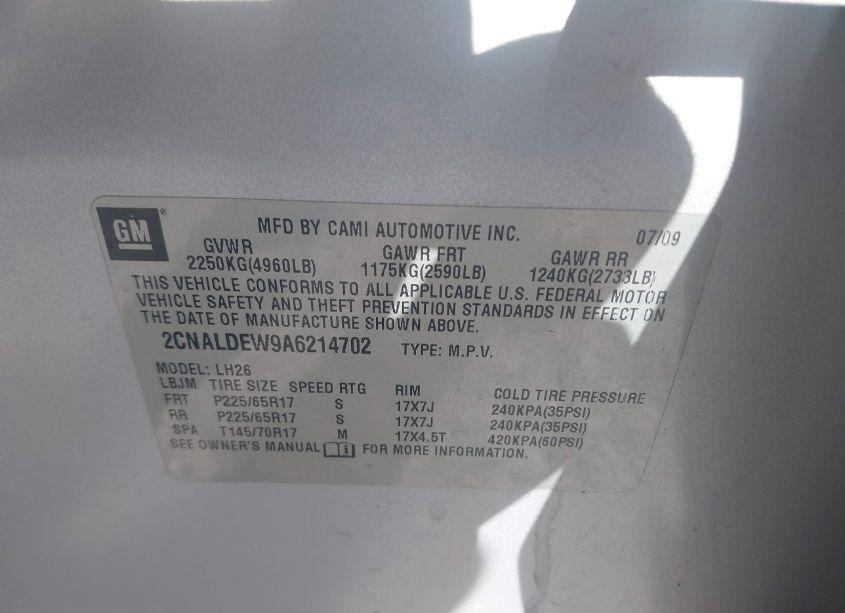 GM ®
MFD BY CAMI AUTOMOTIVE INC. 07/09
GVWR GAWR FRT GAWR RR
2250KG(4960LB) 1175KG(2590LB) 1240KG(2733LB)
THIS VEHICLE CONFORMS TO ALL APPLICABLE U.S. FEDERAL MOTOR
VEHICLE SAFETY AND THEFT PREVENTION STANDARDS IN EFFECT ON
THE DATE OF MANUFACTURE SHOWN ABOVE.
2CNALDEW9A6214702 TYPE: M.P.V.
MODEL: LH26
LBJM TIRE SIZE SPEED RTG RIM COLD TIRE PRESSURE
FRT P225/65R17 S 17X7J 240KPA(35PSI)
RR P225/65R17 S 17X7J 240KPA(35PSI)
SPA T145/70R17 M 17X4.5T 420KPA(60PSI)
SEE OWNER'S MANUAL FOR MORE INFORMATION.